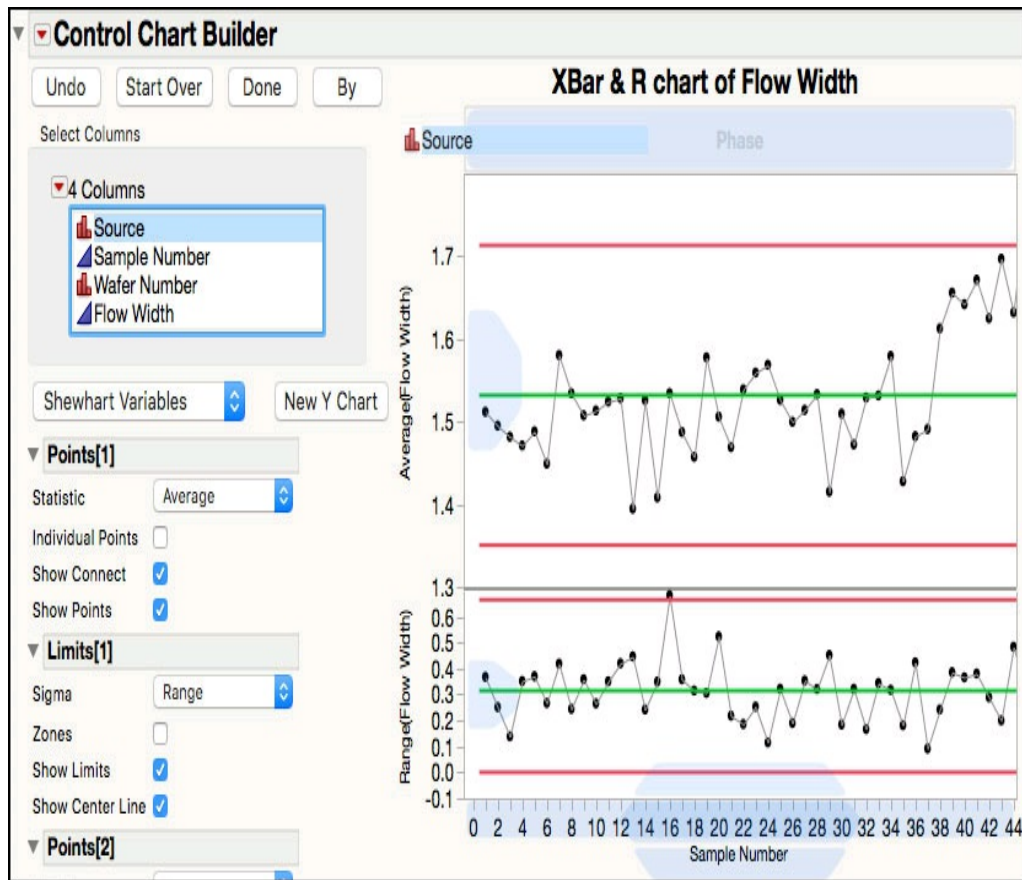 Control Chart Builder
Undo Start Over Done By
Select Columns
4 Columns
Source
Sample Number
Wafer Number
Flow Width
Shewhart Variables New Y Chart
Points[1]
Statistic Average
Individual Points
Show Connect
Show Points
Limits[1]
Sigma Range
Zones
Show Limits
Show Center Line
Points[2]
XBar & R chart of Flow Width
Source Phase
Average(Flow Width)
1.7
1.6
1.5
1.4
1.3
Range(Flow Width)
0.6
0.5
0.4
0.3
0.2
0.1
0.0
-0.1
0 2 4 6 8 10 12 14 16 18 20 22 24 26 28 30 32 34 36 38 40 42 44
Sample Number